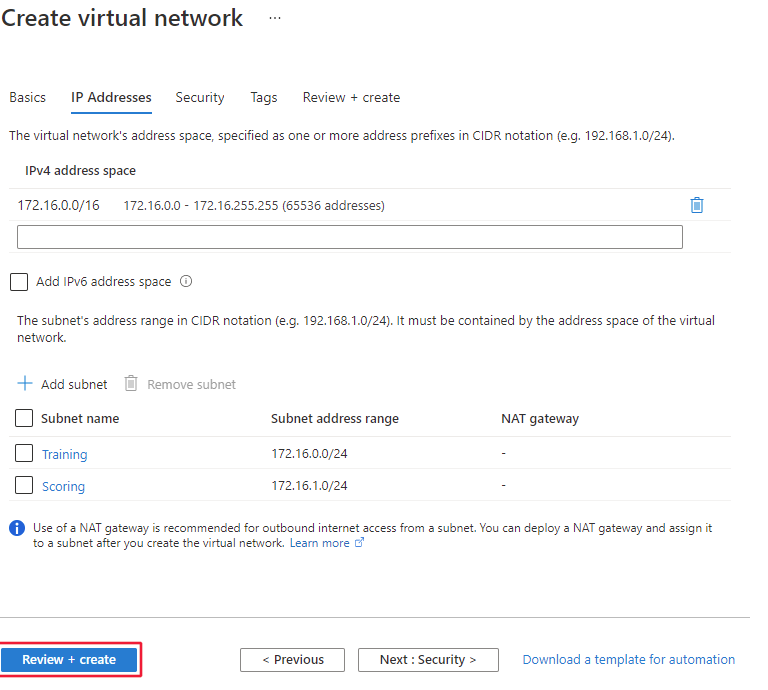 Create virtual network ...
Basics IP Addresses Security Tags Review + create
The virtual network's address space, specified as one or more address prefixes in CIDR notation (e.g. 192.168.1.0/24).
IPv4 address space
172.16.0.0/16 172.16.0.0 - 172.16.255.255 (65536 addresses)
Add IPv6 address space
The subnet's address range in CIDR notation (e.g. 192.168.1.0/24). It must be contained by the address space of the virtual
network.
+ Add subnet Remove subnet
Subnet name Subnet address range NAT gateway
Training 172.16.0.0/24 -
Scoring 172.16.1.0/24 -
Use of a NAT gateway is recommended for outbound internet access from a subnet. You can deploy a NAT gateway and assign it
to a subnet after you create the virtual network. Learn more
Review + create < Previous Next : Security > Download a template for automation